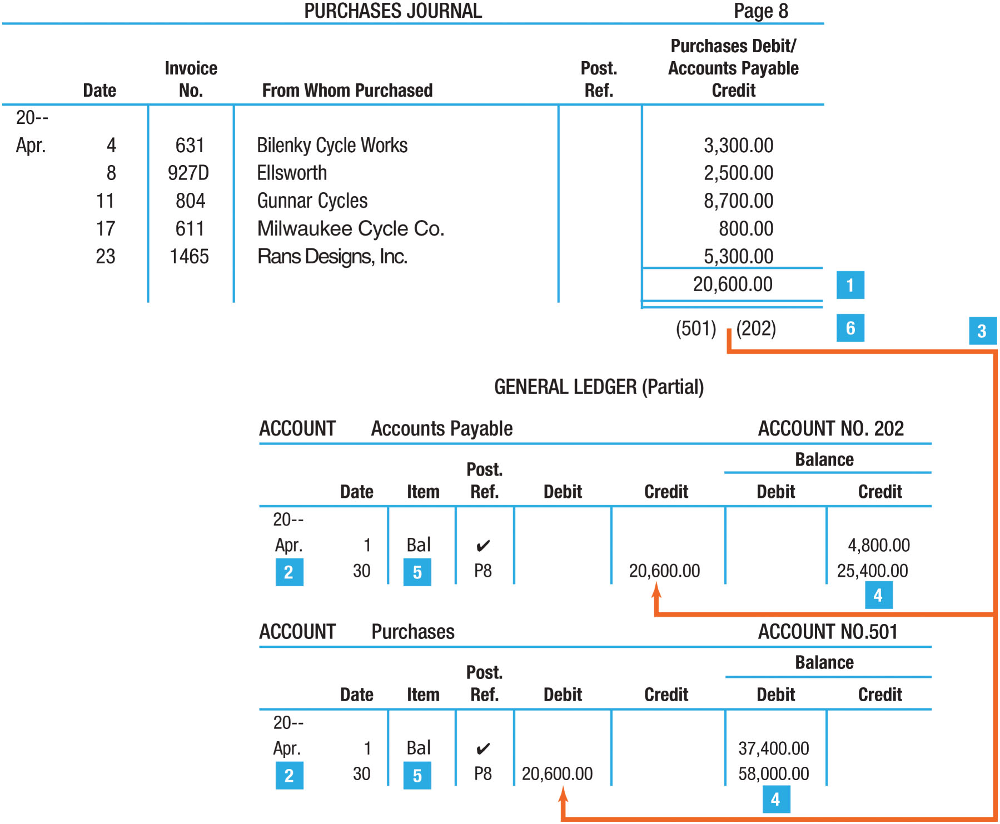 PURCHASES JOURNAL Page 8
Purchases Debit/
Invoice Post. Accounts Payable
Date No. From Whom Purchased Ref. Credit
20--
Apr. 4 631 Bilenky Cycle Works 3,300.00
8 927D Ellsworth 2,500.00
11 804 Gunnar Cycles 8,700.00
17 611 Milwaukee Cycle Co. 800.00
23 1465 Rans Designs, Inc. 5,300.00
20,600.00 1
(501) (202) 6 3
GENERAL LEDGER (Partial)
ACCOUNT Accounts Payable ACCOUNT NO. 202
Balance
Post.
Date Item Ref. Debit Credit Debit Credit
20--
Apr. 1 Bal ✔ 4,800.00
2 30 5 P8 20,600.00 25,400.00
4
ACCOUNT Purchases ACCOUNT NO.501
Balance
Post.
Date Item Ref. Debit Credit Debit Credit
20--
Apr. 1 Bal ✔ 37,400.00
2 30 5 P8 20,600.00 58,000.00
4